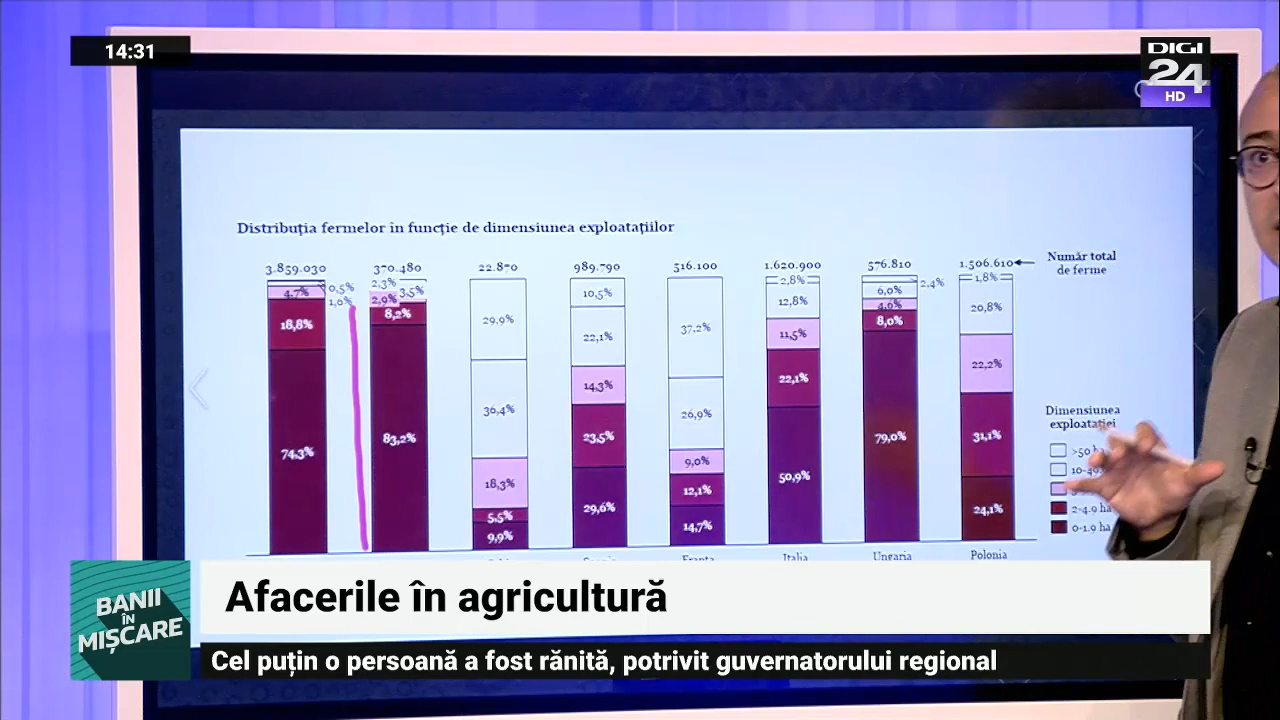 14:31
DIGI
24
HD
Distribuția fermelor în funcție de dimensiunea exploatațiilor
3.859.030 370.480 22.870 989.790 516.100 1.620.900 576.810 1.506.610 Număr total
de ferme
4,7% 0,5% 1,0% 18,8% 74,3%
2,3% 3,5% 2,9% 8,2% 83,2%
29,9% 36,4% 18,3% 5,5% 9,9%
10,5% 22,1% 14,3% 23,5% 29,6%
37,2% 26,9% 9,0% 12,1% 14,7%
2,8% 12,8% 11,5% 22,1% 50,9%
2,4% 6,0% 4,6% 8,0% 79,0%
1,8% 20,8% 22,2% 31,1% 24,1%
Dimensiunea
exploatației
>50 ha
10-49
2-4.9 ha
0-1.9 ha
Franța Italia Ungaria Polonia
BANII
ÎN
MIȘCARE
Afacerile în agricultură
Cel puțin o persoană a fost rănită, potrivit guvernatorului regional